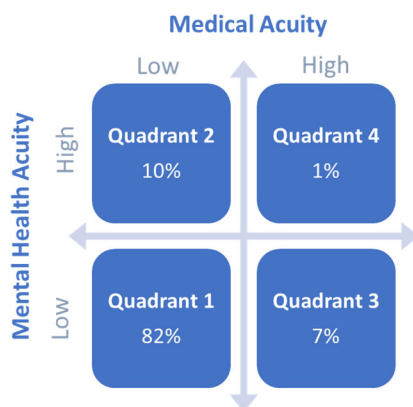 Medical Acuity
Low
High
Mental Health Acuity
High
Low
Quadrant 2
10%
Quadrant 4
1%
Quadrant 1
82%
Quadrant 3
7%